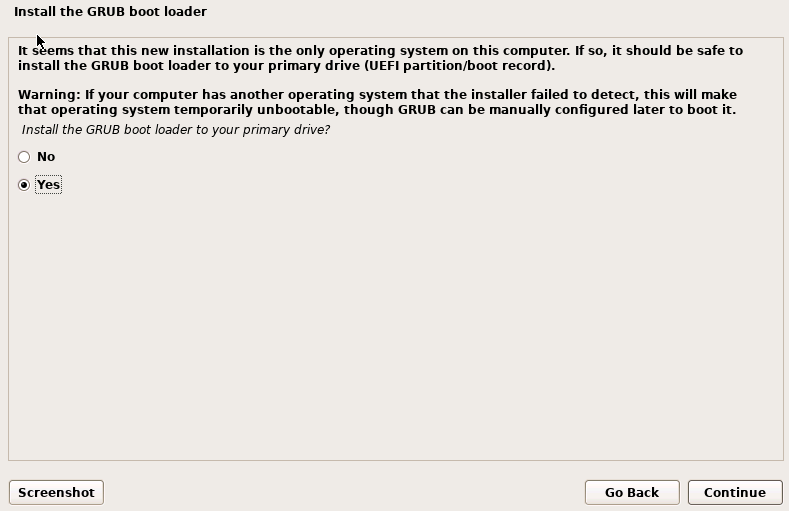 Install the GRUB boot loader
It seems that this new installation is the only operating system on this computer. If so, it should be safe to
install the GRUB boot loader to your primary drive (UEFI partition/boot record).
Warning: If your computer has another operating system that the installer failed to detect, this will make
that operating system temporarily unbootable, though GRUB can be manually configured later to boot it.
Install the GRUB boot loader to your primary drive?
No
Yes
Screenshot
Go Back
Continue